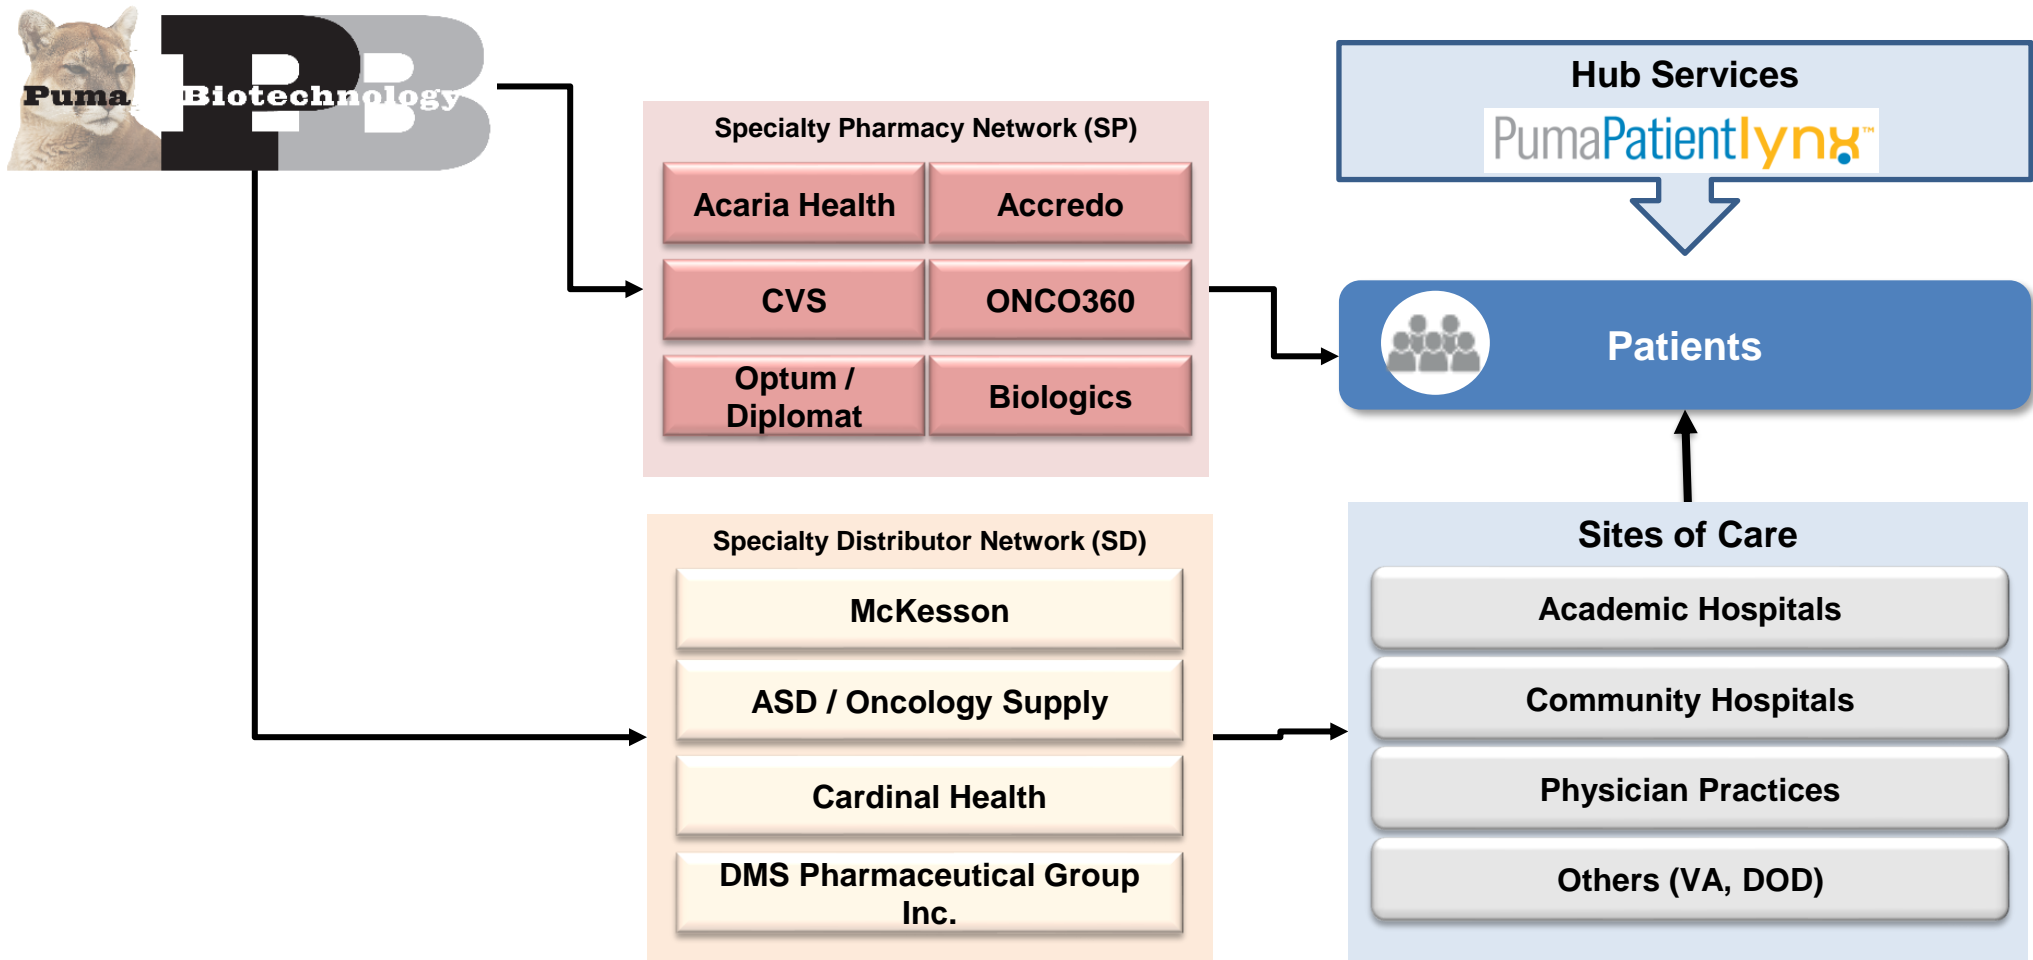 Puma Biotechnology
PB
Hub Services
PumaPatientlynx™
Specialty Pharmacy Network (SP)
Acaria Health
Accredo
CVS
ONCO360
Optum /
Diplomat
Biologics
Patients
Specialty Distributor Network (SD)
McKesson
ASD / Oncology Supply
Cardinal Health
DMS Pharmaceutical Group
Inc.
Sites of Care
Academic Hospitals
Community Hospitals
Physician Practices
Others (VA, DOD)